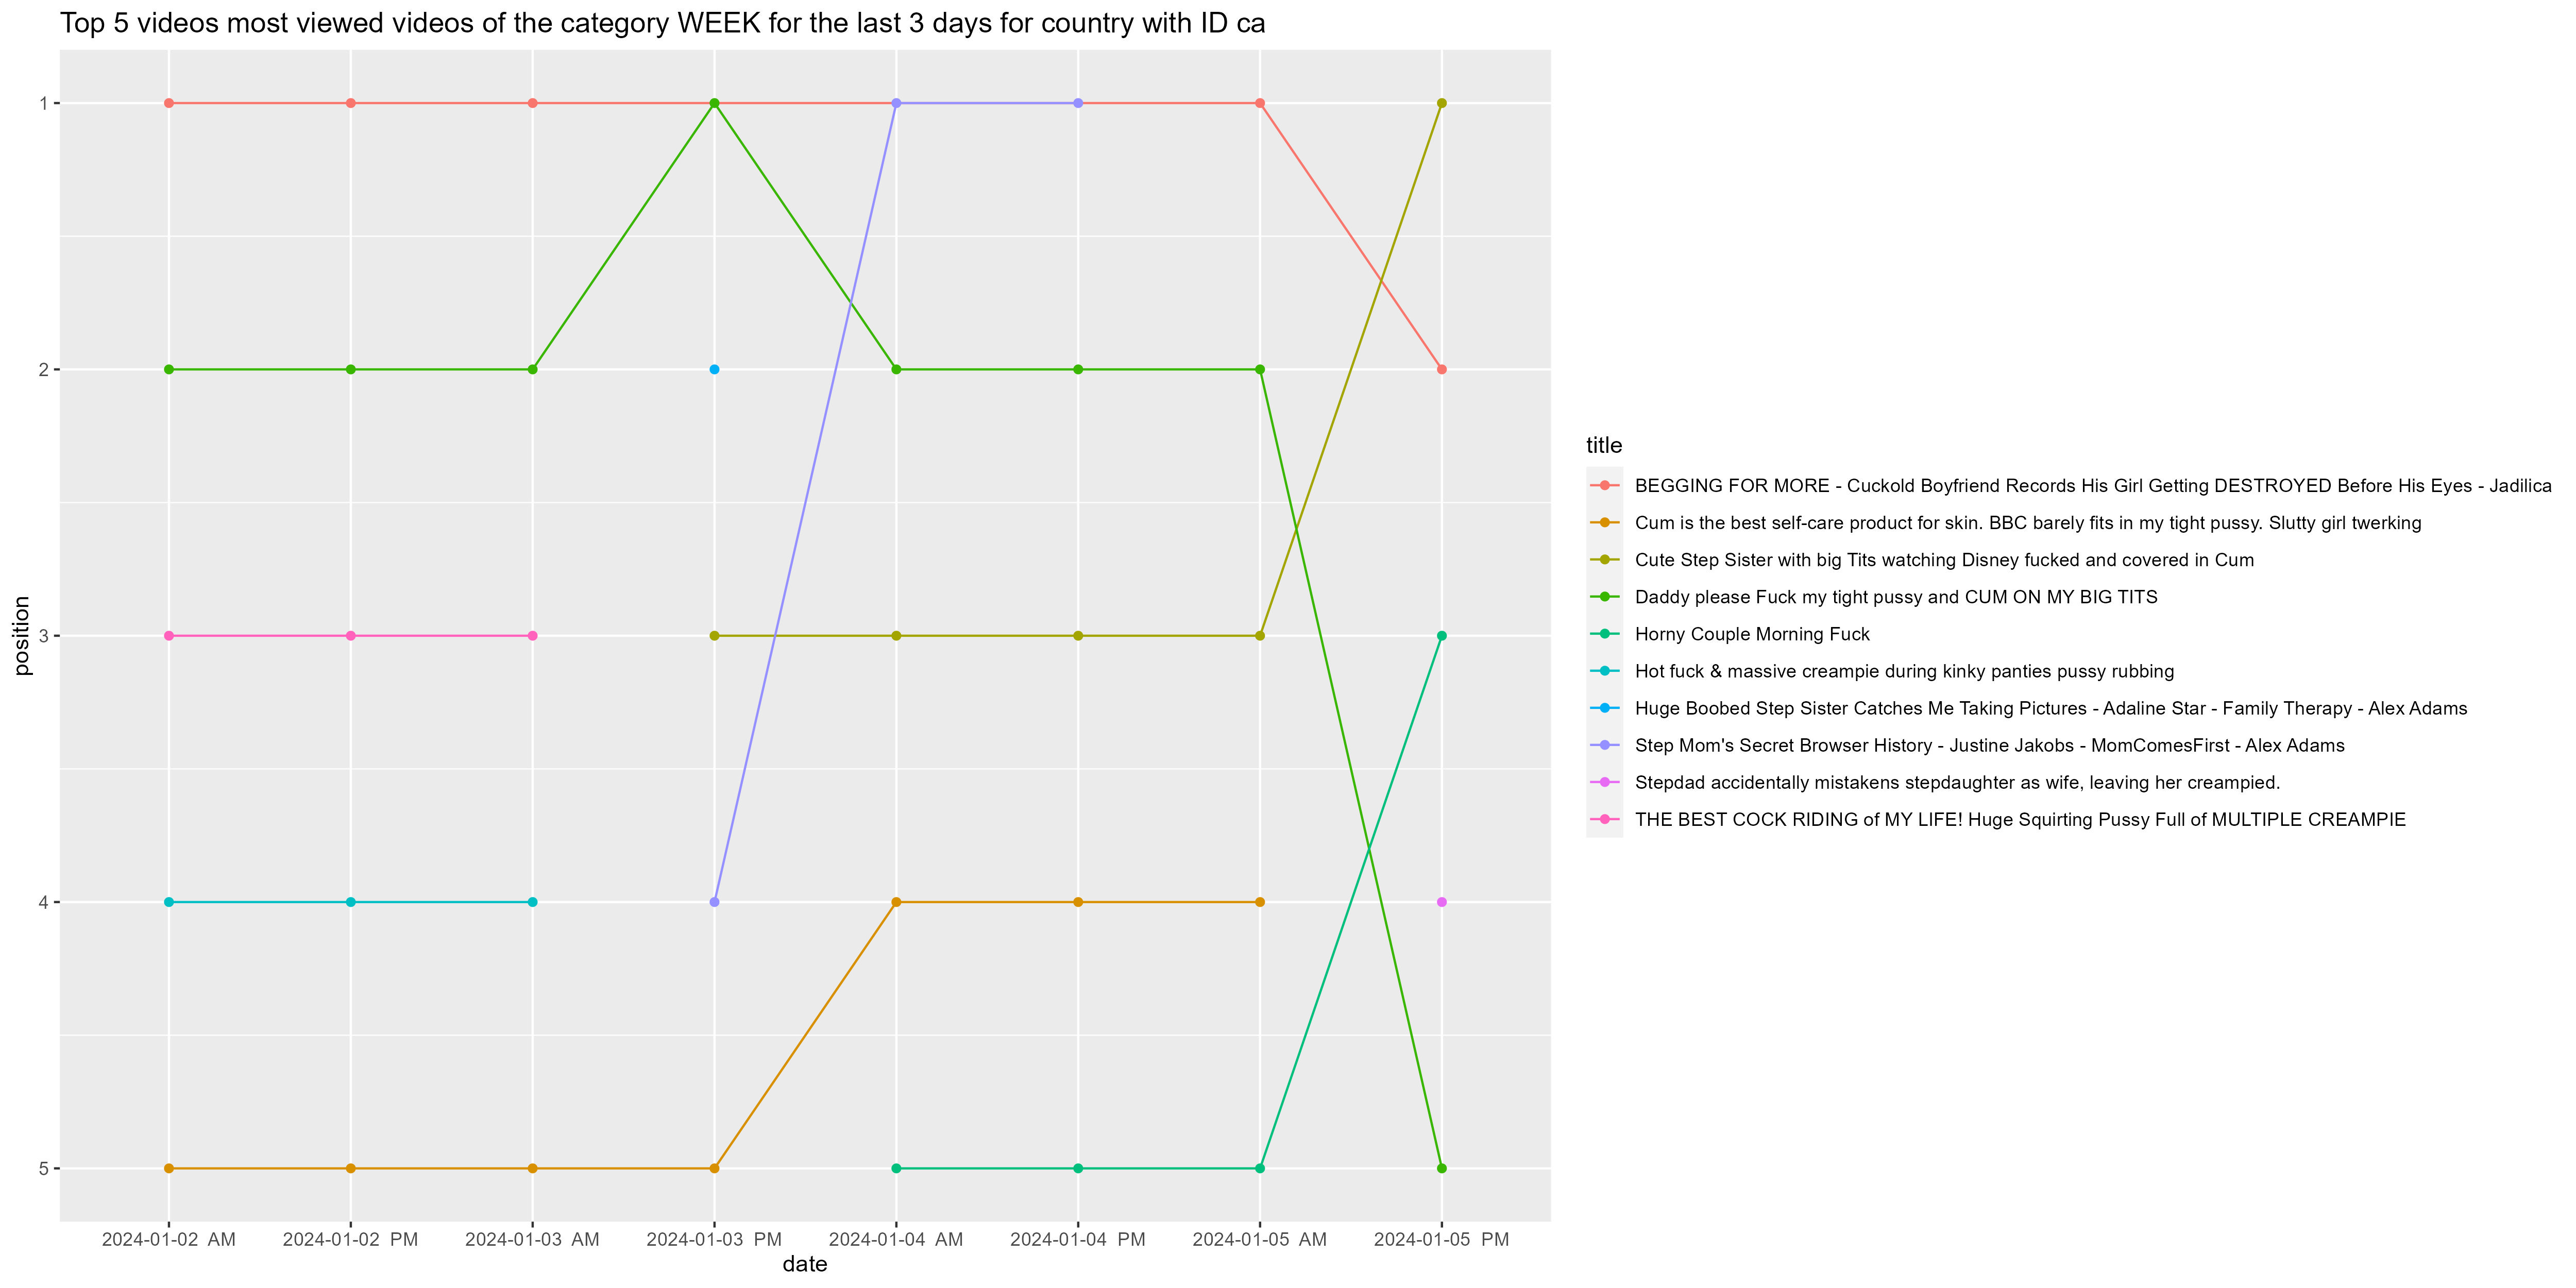 Top 5 videos most viewed videos of the category WEEK for the last 3 days for country with ID ca
position
1
2
3
4
5
2024-01-02 AM
2024-01-02 PM
2024-01-03 AM
2024-01-03 PM
2024-01-04 AM
2024-01-04 PM
2024-01-05 AM
2024-01-05 PM
date
title
BEGGING FOR MORE - Cuckold Boyfriend Records His Girl Getting DESTROYED Before His Eyes - Jadilica
Cum is the best self-care product for skin. BBC barely fits in my tight pussy. Slutty girl twerking
Cute Step Sister with big Tits watching Disney fucked and covered in Cum
Daddy please Fuck my tight pussy and CUM ON MY BIG TITS
Horny Couple Morning Fuck
Hot fuck & massive creampie during kinky panties pussy rubbing
Huge Boobed Step Sister Catches Me Taking Pictures - Adaline Star - Family Therapy - Alex Adams
Step Mom's Secret Browser History - Justine Jakobs - MomComesFirst - Alex Adams
Stepdad accidentally mistakens stepdaughter as wife, leaving her creampied.
THE BEST COCK RIDING of MY LIFE! Huge Squirting Pussy Full of MULTIPLE CREAMPIE